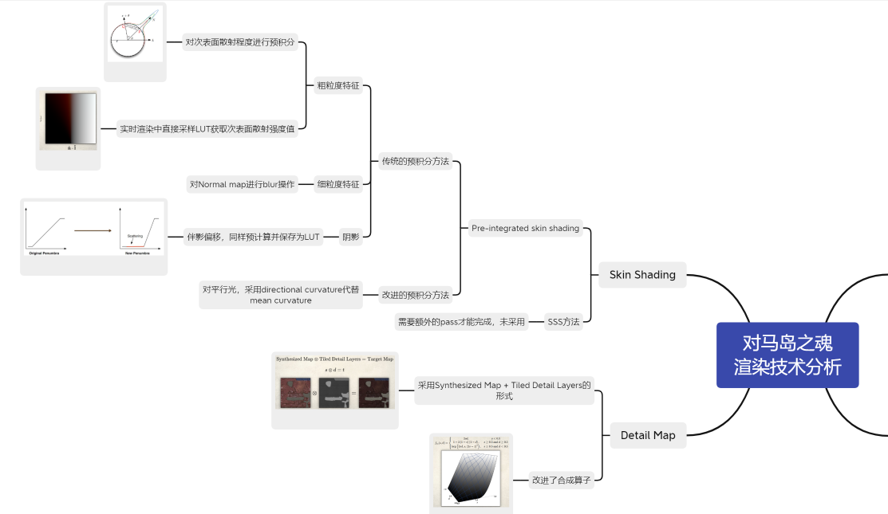 对次表面散射程度进行预积分
粗粒度特征
实时渲染中直接采样LUT获取次表面散射强度值
传统的预积分方法
对Normal map进行blur操作
细粒度特征
Pre-integrated skin shading
伴影偏移，同样预计算并保存为LUT
阴影
Scattering
Original Penumbra
New Penumbra
Skin Shading
对平行光，采用directional curvature代替
mean curvature
改进的预积分方法
需要额外的pass才能完成，未采用
SSS方法
对马岛之魂
渲染技术分析
Synthesized Map ⊚ Tiled Detail Layers = Target Map
s ⊚ d = t
采用Synthesized Map + Tiled Detail Layers的
形式
Detail Map
改进了合成算子